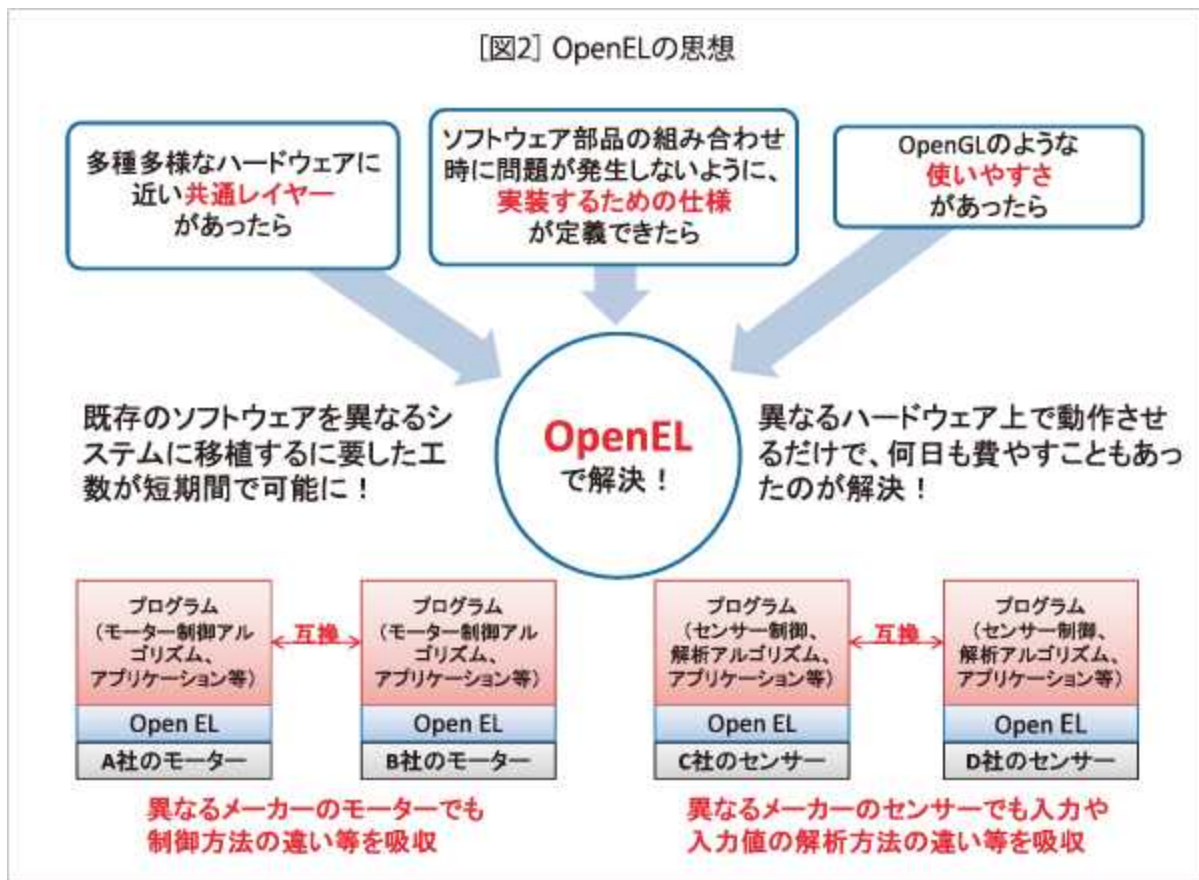 [図2] OpenELの思想
多種多様なハードウェアに
近い共通レイヤー
があったら
ソフトウェア部品の組み合わせ
時に問題が発生しないように、
実装するための仕様
が定義できたら
OpenGLのような
使いやすさ
があったら
既存のソフトウェアを異なるシ
ステムに移植するに要した工
数が短期間で可能に！
OpenEL
で解決！
異なるハードウェア上で動作させ
るだけで、何日も費やすこともあっ
たのが解決！
プログラム
（モーター制御アル
ゴリズム、
アプリケーション等）
Open EL
A社のモーター
互換
プログラム
（モーター制御アル
ゴリズム、
アプリケーション等）
Open EL
B社のモーター
プログラム
（センサー制御、
解析アルゴリズム、
アプリケーション等）
Open EL
C社のセンサー
互換
プログラム
（センサー制御、
解析アルゴリズム、
アプリケーション等）
Open EL
D社のセンサー
異なるメーカーのモーターでも
制御方法の違い等を吸収
異なるメーカーのセンサーでも入力や
入力値の解析方法の違い等を吸収